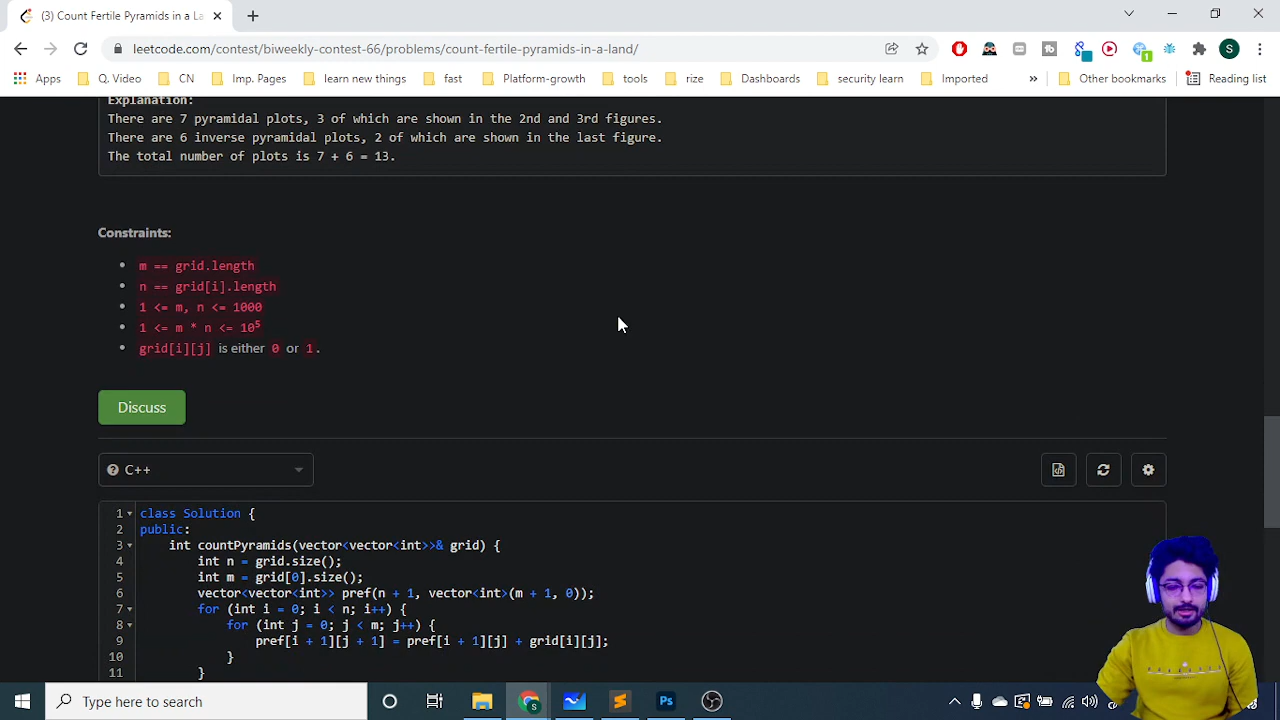 (3) Count Fertile Pyramids in a La
leetcode.com/contest/biweekly-contest-66/problems/count-fertile-pyramids-in-a-land/
S
Apps Q. Video CN Imp. Pages learn new things fast Platform-growth tools rize Dashboards security learn Imported » Other bookmarks Reading list
Explanation:
There are 7 pyramidal plots, 3 of which are shown in the 2nd and 3rd figures.
There are 6 inverse pyramidal plots, 2 of which are shown in the last figure.
The total number of plots is 7 + 6 = 13.
Constraints:
m == grid.length
n == grid[i].length
1 <= m, n <= 1000
1 <= m * n <= 10⁵
grid[i][j] is either 0 or 1.
Discuss
C++
1 class Solution {
2 public:
3 int countPyramids(vector<vector<int>>& grid) {
4 int n = grid.size();
5 int m = grid[0].size();
6 vector<vector<int>> pref(n + 1, vector<int>(m + 1, 0));
7 for (int i = 0; i < n; i++) {
8 for (int j = 0; j < m; j++) {
9 pref[i + 1][j + 1] = pref[i + 1][j] + grid[i][j];
10 }
11 }
Type here to search
Ps